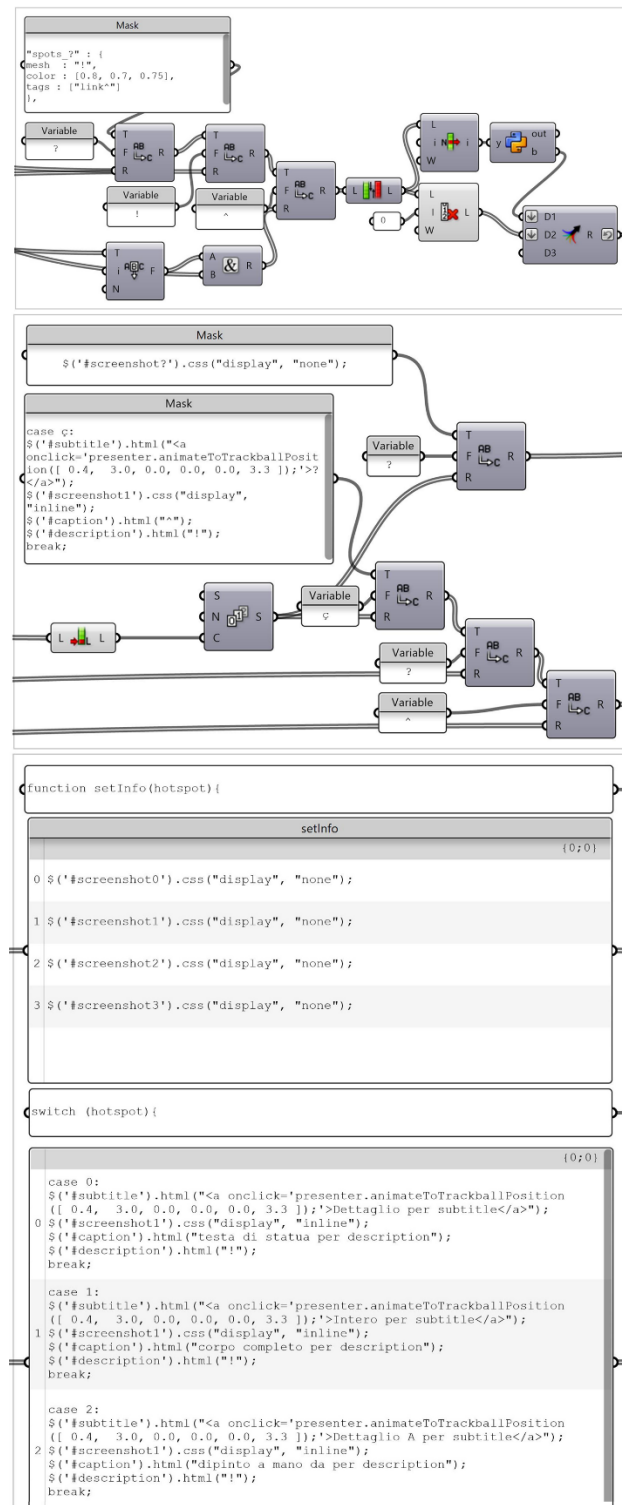 Mask
"spots_?" : {
mesh : "!",
color : [0.8, 0.7, 0.75],
tags : ["link^"]
},
Variable
?
T
F
R
AB
C
R
T
F
R
AB
C
R
Variable
!
Variable
^
T
F
R
AB
C
R
L
L
L
i
W
N
i
y
out
b
0
L
I
W
L
D1
D2
D3
R
T
i
N
F
A
B
&
R
Mask
$('#screenshot?').css("display", "none");
Mask
case ç:
$('#subtitle').html("<a
onclick='presenter.animateToTrackballPosit
ion([ 0.4,  3.0, 0.0, 0.0, 0.0, 3.3 ]);'>?
</a>");
$('#screenshot1').css("display",
"inline");
$('#caption').html("^");
$('#description').html("!");
break;
Variable
?
T
F
R
AB
C
R
L
L
S
N
C
S
Variable
ç
T
F
R
AB
C
R
Variable
?
T
F
R
AB
C
R
Variable
^
T
F
R
AB
C
R
function setInfo(hotspot){
setInfo
{0;0}
0 $('#screenshot0').css("display", "none");
1 $('#screenshot1').css("display", "none");
2 $('#screenshot2').css("display", "none");
3 $('#screenshot3').css("display", "none");
switch (hotspot){
{0;0}
case 0:
$('#subtitle').html("<a onclick='presenter.animateToTrackballPosition
([ 0.4,  3.0, 0.0, 0.0, 0.0, 3.3 ]);'>Dettaglio per subtitle</a>");
0 $('#screenshot1').css("display", "inline");
$('#caption').html("testa di statua per description");
$('#description').html("!");
break;
case 1:
$('#subtitle').html("<a onclick='presenter.animateToTrackballPosition
([ 0.4,  3.0, 0.0, 0.0, 0.0, 3.3 ]);'>Intero per subtitle</a>");
1 $('#screenshot1').css("display", "inline");
$('#caption').html("corpo completo per description");
$('#description').html("!");
break;
case 2:
$('#subtitle').html("<a onclick='presenter.animateToTrackballPosition
([ 0.4,  3.0, 0.0, 0.0, 0.0, 3.3 ]);'>Dettaglio A per subtitle</a>");
2 $('#screenshot1').css("display", "inline");
$('#caption').html("dipinto a mano da per description");
$('#description').html("!");
break;